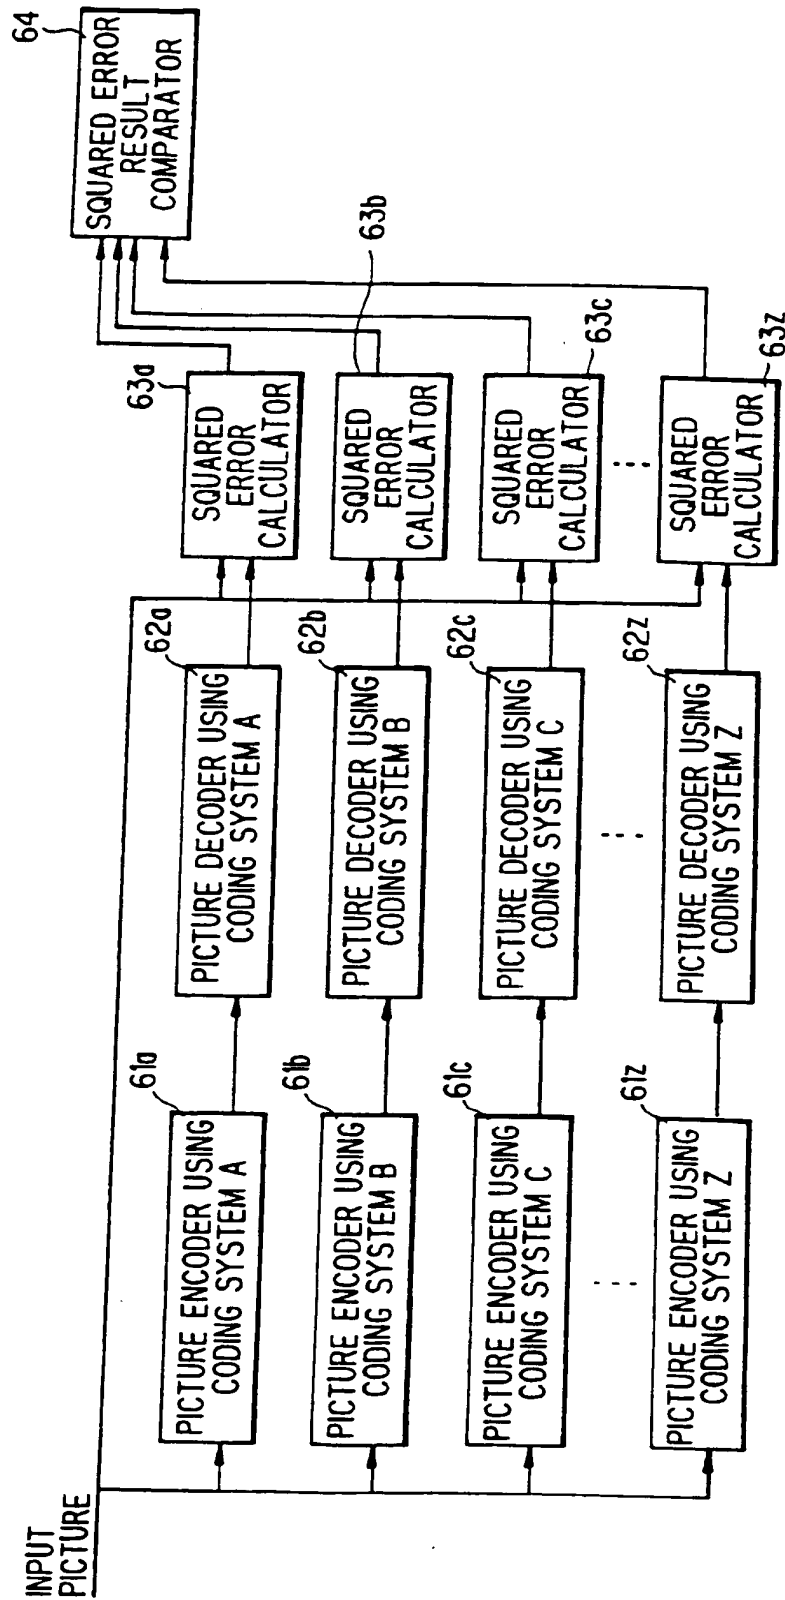 INPUT
PICTURE
61a
PICTURE ENCODER USING
CODING SYSTEM A
62a
PICTURE DECODER USING
CODING SYSTEM A
63a
SQUARED
ERROR
CALCULATOR
64
SQUARED ERROR
RESULT
COMPARATOR
61b
PICTURE ENCODER USING
CODING SYSTEM B
62b
PICTURE DECODER USING
CODING SYSTEM B
63b
SQUARED
ERROR
CALCULATOR
61c
PICTURE ENCODER USING
CODING SYSTEM C
62c
PICTURE DECODER USING
CODING SYSTEM C
63c
SQUARED
ERROR
CALCULATOR
61z
PICTURE ENCODER USING
CODING SYSTEM Z
62z
PICTURE DECODER USING
CODING SYSTEM Z
63z
SQUARED
ERROR
CALCULATOR